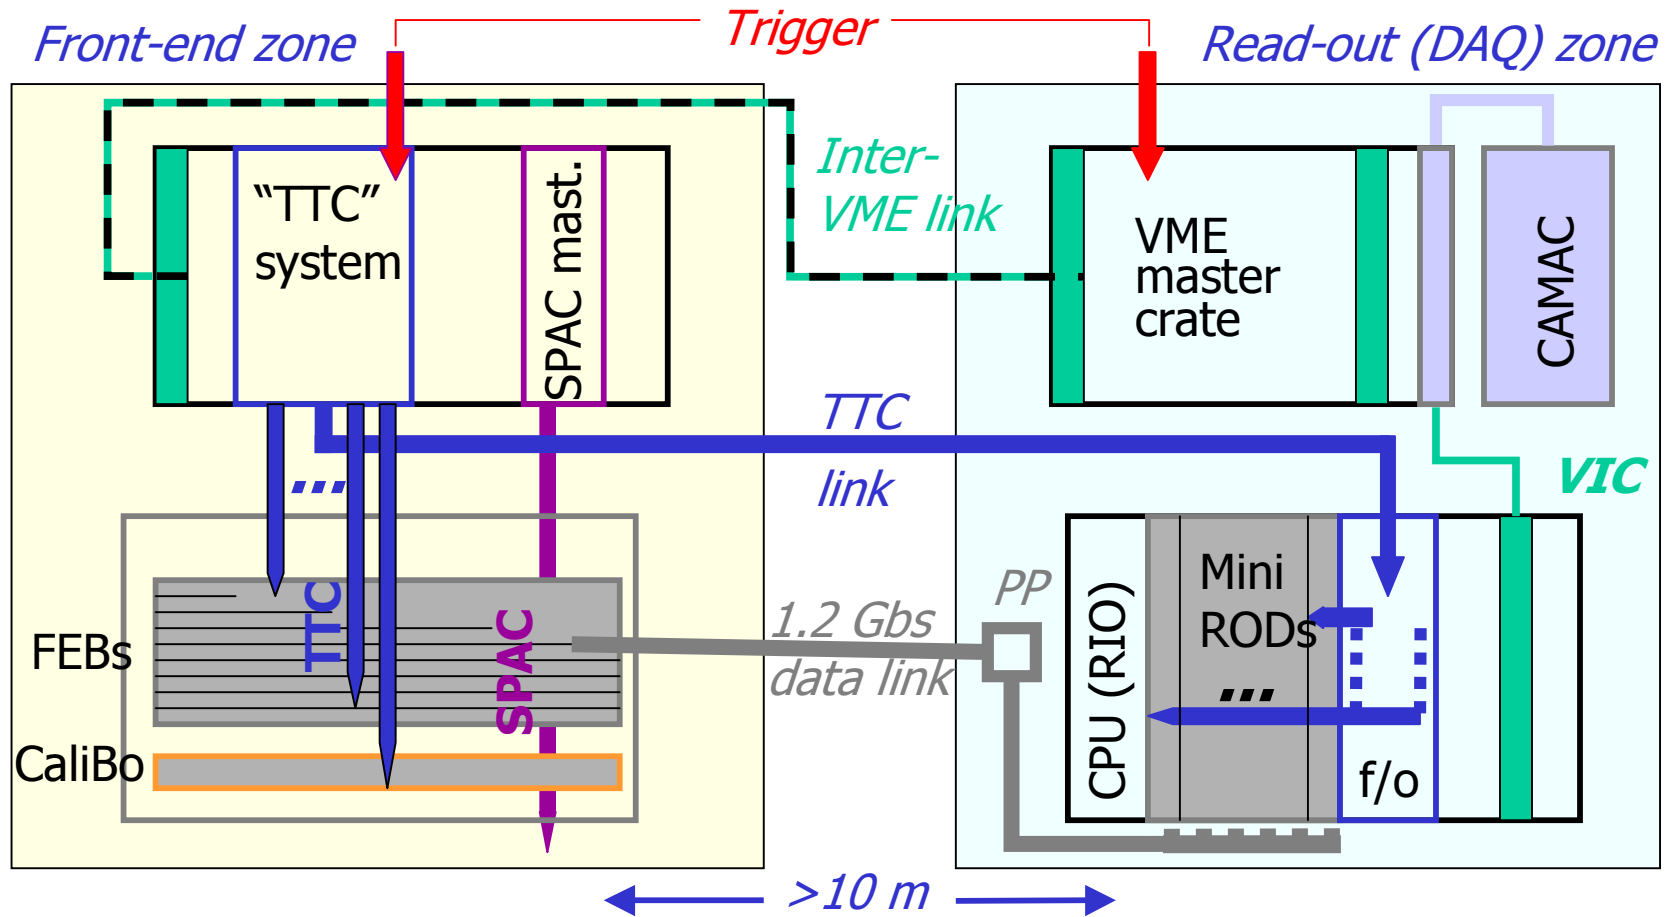 Front-end zone
Trigger
Read-out (DAQ) zone
“TTC”
system
SPAC mast.
Inter-
VME link
VME
master
crate
CAMAC
TTC
link
VIC
FEBs
TTC
SPAC
CaliBo
1.2 Gbs
data link
PP
CPU (RIO)
Mini
RODs
f/o
>10 m